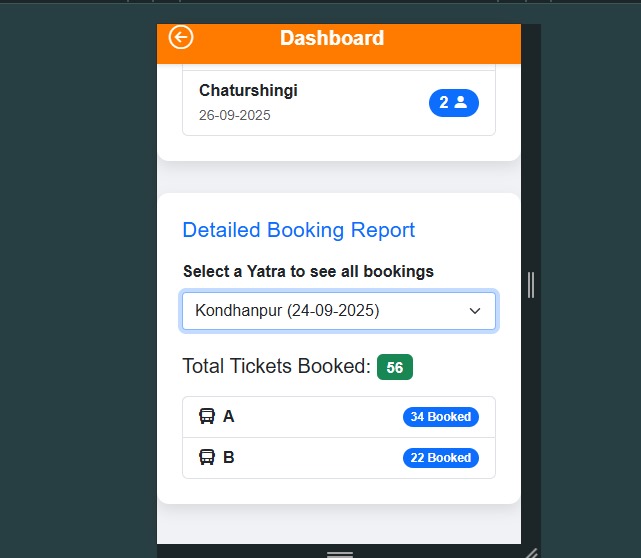 Dashboard
Chaturshingi
2
26-09-2025
Detailed Booking Report
Select a Yatra to see all bookings
Kondhanpur (24-09-2025)
Total Tickets Booked: 56
A 34 Booked
B 22 Booked